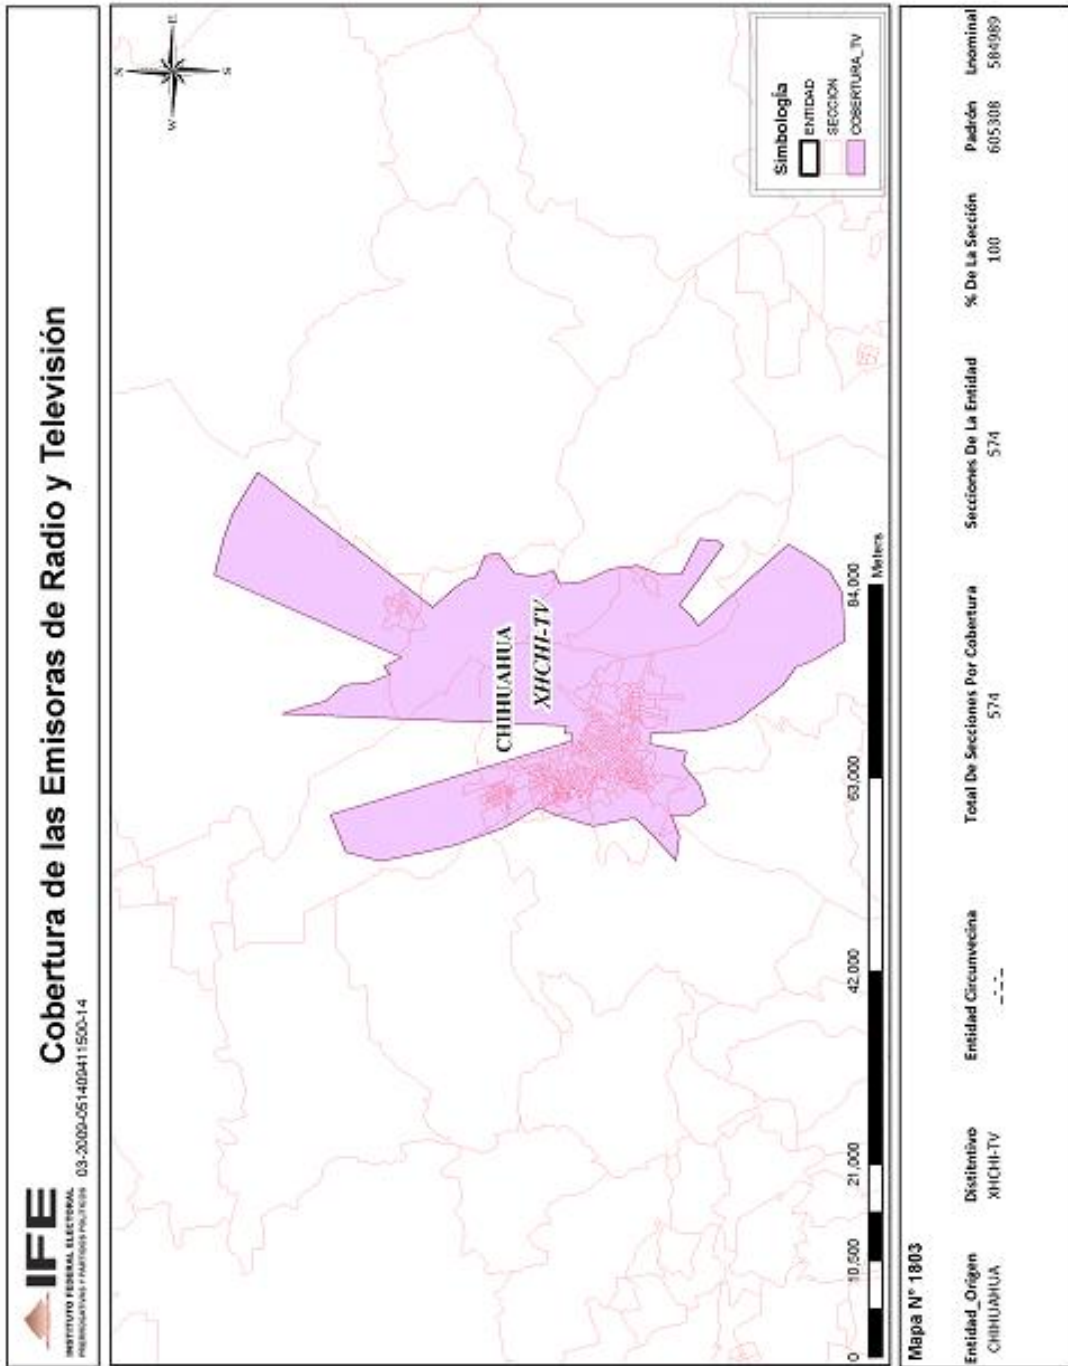 IFE
INSTITUTO FEDERAL ELECTORAL
PRERROGATIVAS Y PARTIDOS POLÍTICOS
03-2009-051409411500-14
Cobertura de las Emisoras de Radio y Televisión
N
W
E
S
CHIHUAHUA
XHCHI-TV
Simbología
ENTIDAD
SECCION
COBERTURA_TV
0
10,500
21,000
42,000
63,000
84,000
Meters
Mapa N° 1803
Entidad_Origen Distintivo Entidad Circunvecina Total De Secciones Por Cobertura Secciones De La Entidad % De La Sección Padrón Lnominal
CHIHUAHUA XHCHI-TV _-_-_ 574 574 100 605308 584989